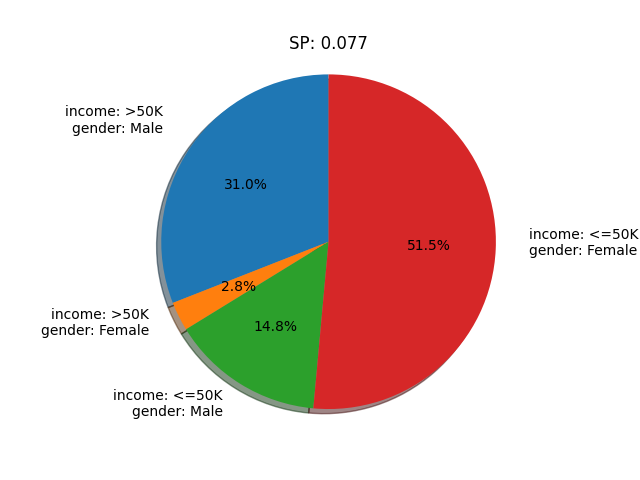 SP: 0.077
income: >50K
gender: Male
31.0%
51.5%
income: <=50K
gender: Female
2.8%
income: >50K
gender: Female
14.8%
income: <=50K
gender: Male